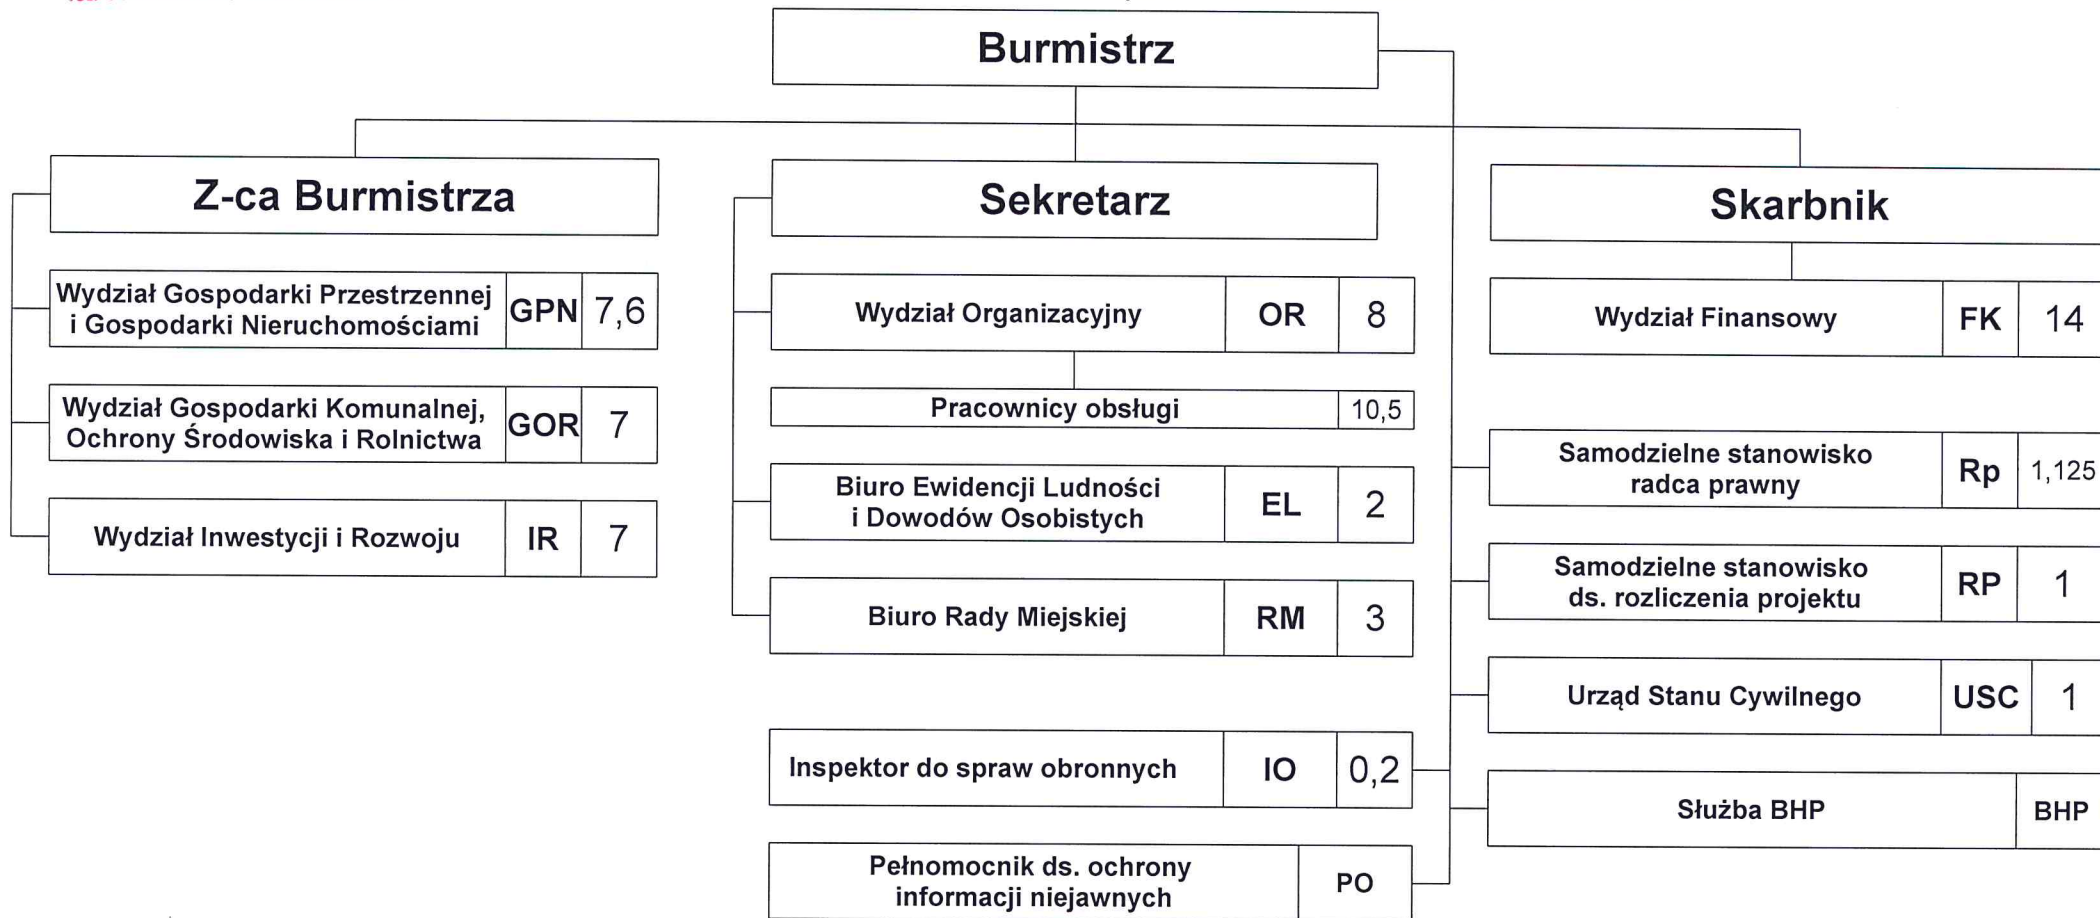 Burmistrz
Z-ca Burmistrza
Wydział Gospodarki Przestrzennej
i Gospodarki Nieruchomościami
GPN
7,6
Wydział Gospodarki Komunalnej,
Ochrony Środowiska i Rolnictwa
GOR
7
Wydział Inwestycji i Rozwoju
IR
7
Sekretarz
Wydział Organizacyjny
OR
8
Pracownicy obsługi
10,5
Biuro Ewidencji Ludności
i Dowodów Osobistych
EL
2
Biuro Rady Miejskiej
RM
3
Inspektor do spraw obronnych
IO
0,2
Pełnomocnik ds. ochrony
informacji niejawnych
PO
Skarbnik
Wydział Finansowy
FK
14
Samodzielne stanowisko
radca prawny
Rp
1,125
Samodzielne stanowisko
ds. rozliczenia projektu
RP
1
Urząd Stanu Cywilnego
USC
1
Służba BHP
BHP